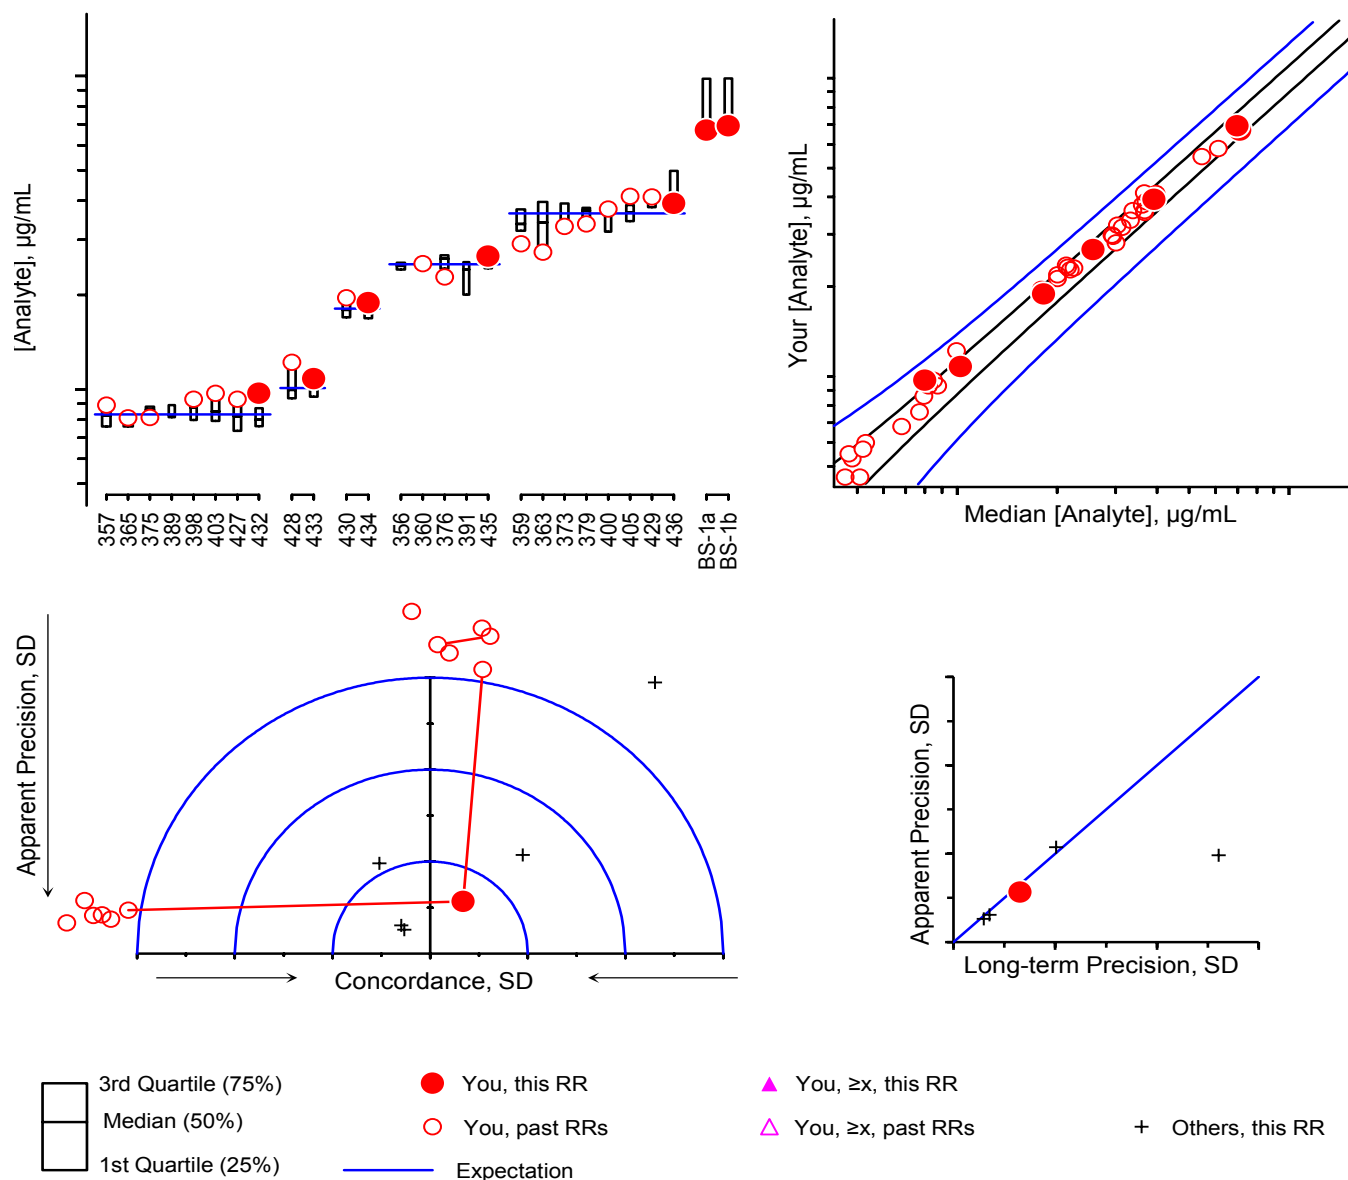 [Analyte], µg/mL
357
365
375
389
398
403
427
432
428
433
430
434
356
360
376
391
435
359
363
373
379
400
405
429
436
BS-1a
BS-1b
Your [Analyte], µg/mL
Median [Analyte], µg/mL
Apparent Precision, SD
Concordance, SD
Apparent Precision, SD
Long-term Precision, SD
3rd Quartile (75%)
Median (50%)
1st Quartile (25%)
You, this RR
You, past RRs
Expectation
You, ≥x, this RR
You, ≥x, past RRs
Others, this RR